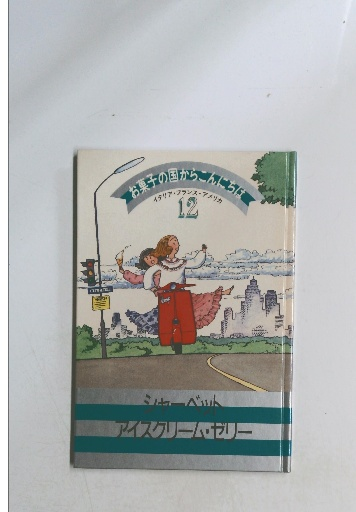 お菓子の国からこんにちは
イタリア・フランス・アメリカ
12
シャーベット
アイスクリーム・ゼリー